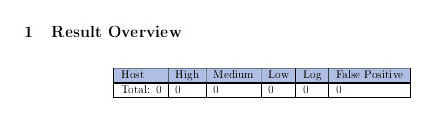 1 Result Overview
Host High Medium Low Log False Positive
Total: 0 0 0 0 0 0